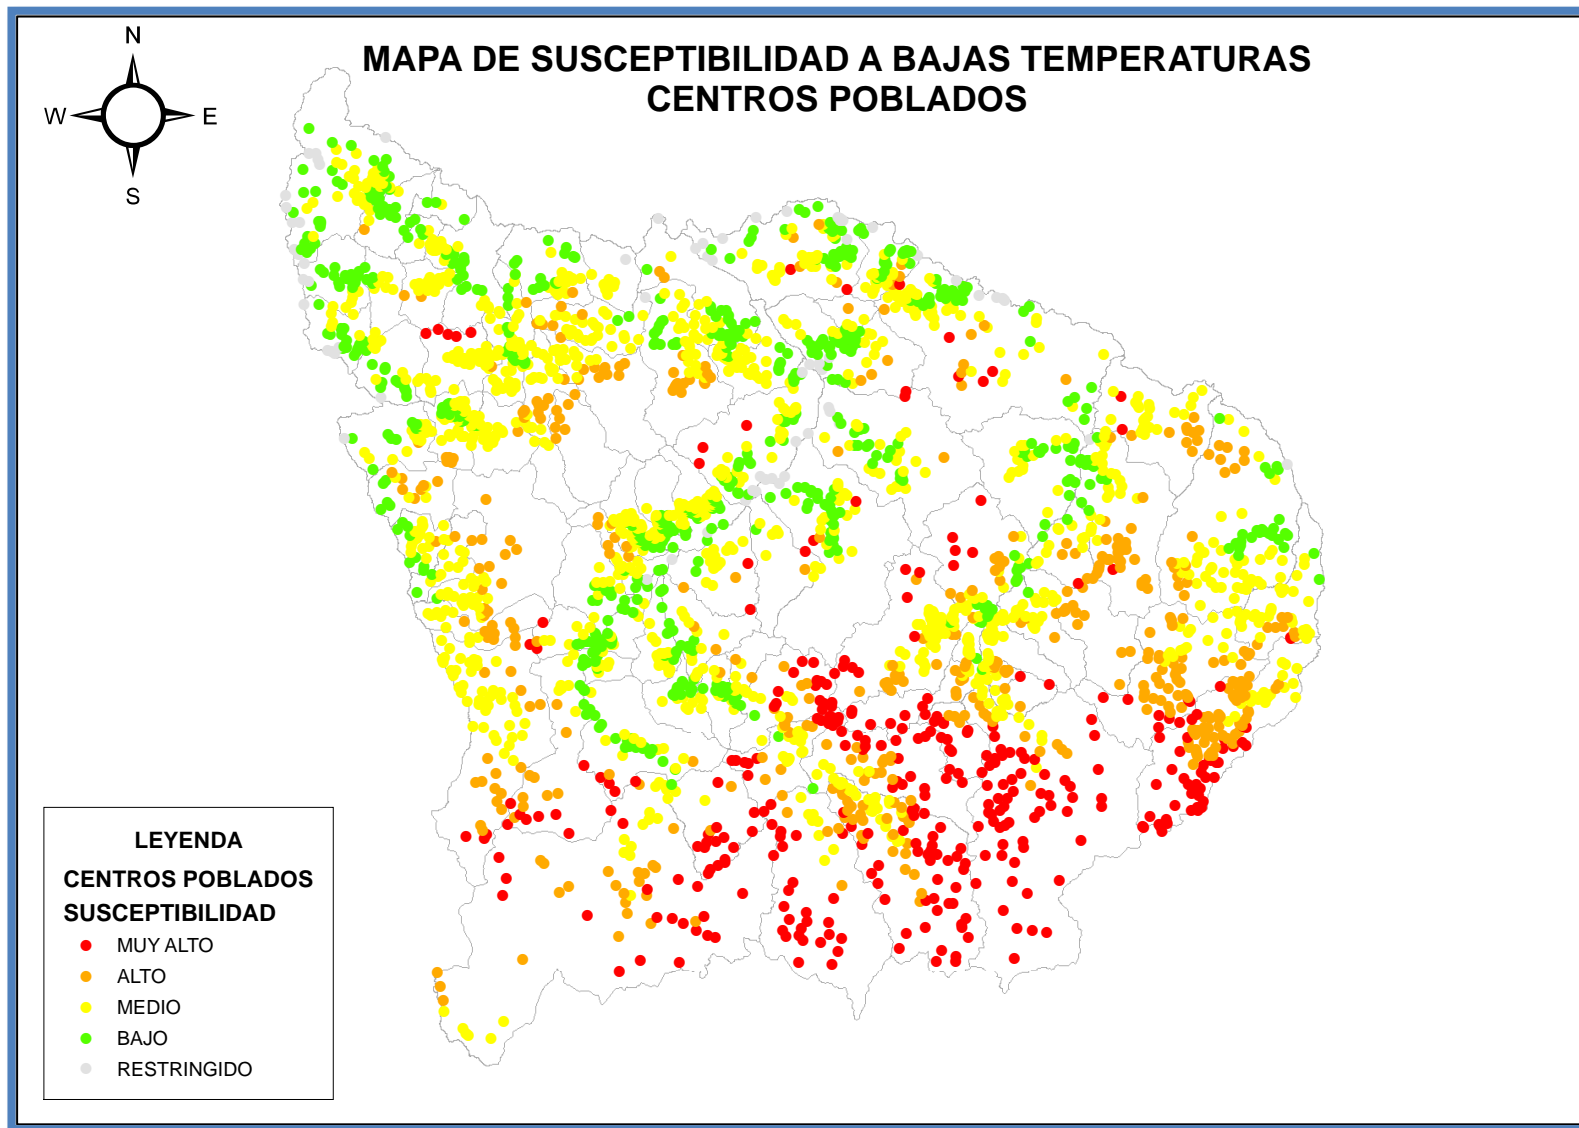 MAPA DE SUSCEPTIBILIDAD A BAJAS TEMPERATURAS
CENTROS POBLADOS
N
W
E
S
LEYENDA
CENTROS POBLADOS
SUSCEPTIBILIDAD
MUY ALTO
ALTO
MEDIO
BAJO
RESTRINGIDO